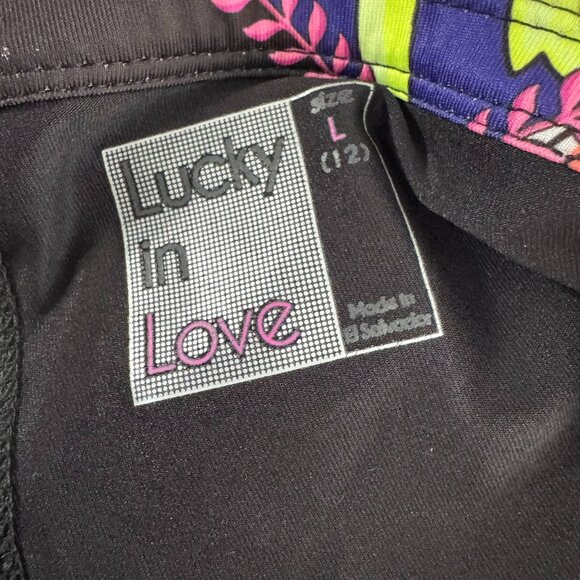 Lucky
in
Love
size
L
(12)
Made in
El Salvador